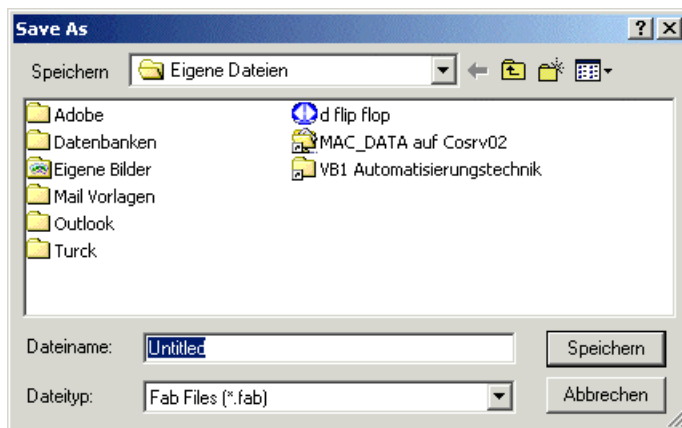 Save As
Speichern Eigene Dateien
Adobe
Datenbanken
Eigene Bilder
Mail Vorlagen
Outlook
Turck
d flip flop
MAC_DATA auf Cosrv02
VB1 Automatisierungstechnik
Dateiname: Untitled Speichern
Dateityp: Fab Files (*.fab) Abbrechen